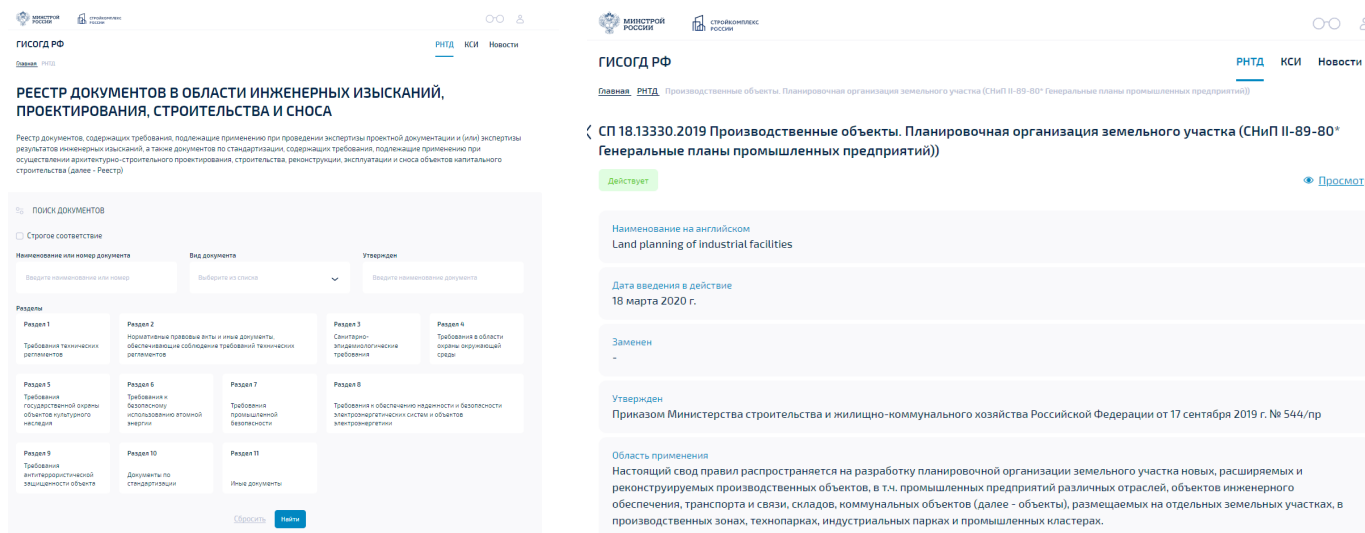 МИНСТРОЙ
РОССИИ
СТРОЙКОМПЛЕКС
РОССИИ
ГИСОГД РФ
РНТД КСИ Новости
Главная РНТД
РЕЕСТР ДОКУМЕНТОВ В ОБЛАСТИ ИНЖЕНЕРНЫХ ИЗЫСКАНИЙ,
ПРОЕКТИРОВАНИЯ, СТРОИТЕЛЬСТВА И СНОСА
Реестр документов, содержащих требования, подлежащие применению при проведении экспертизы проектной документации и (или) экспертизы
результатов инженерных изысканий, а также документов по стандартизации, содержащих требования, подлежащие применению при
осуществлении архитектурно-строительного проектирования, строительства, реконструкции, эксплуатации и сноса объектов капитального
строительства (далее - Реестр)
ПОИСК ДОКУМЕНТОВ
Строгое соответствие
Наименование или номер документа Вид документа Утвержден
Введите наименование или номер Выберите из списка Введите наименование документа
Разделы
Раздел 1
Требования технических
регламентов
Раздел 2
Нормативные правовые акты и иные документы,
обеспечивающие соблюдение требований технических
регламентов
Раздел 3
Санитарно-
эпидемиологические
требования
Раздел 4
Требования в области
охраны окружающей
среды
Раздел 5
Требования
государственной охраны
объектов культурного
наследия
Раздел 6
Требования к
безопасному
использованию атомной
энергии
Раздел 7
Требования
промышленной
безопасности
Раздел 8
Требования к обеспечению надежности и безопасности
электроэнергетических систем и объектов
электроэнергетики
Раздел 9
Требования
антитеррористической
защищенности объекта
Раздел 10
Документы по
стандартизации
Раздел 11
Иные документы
Сбросить Найти
МИНСТРОЙ
РОССИИ
СТРОЙКОМПЛЕКС
РОССИИ
ГИСОГД РФ
РНТД КСИ Новости
Главная РНТД Производственные объекты. Планировочная организация земельного участка (СНиП II-89-80* Генеральные планы промышленных предприятий))
СП 18.13330.2019 Производственные объекты. Планировочная организация земельного участка (СНиП II-89-80*
Генеральные планы промышленных предприятий))
Действует
Просмот
Наименование на английском
Land planning of industrial facilities
Дата введения в действие
18 марта 2020 г.
Заменен
-
Утвержден
Приказом Министерства строительства и жилищно-коммунального хозяйства Российской Федерации от 17 сентября 2019 г. № 544/пр
Область применения
Настоящий свод правил распространяется на разработку планировочной организации земельного участка новых, расширяемых и
реконструируемых производственных объектов, в т.ч. промышленных предприятий различных отраслей, объектов инженерного
обеспечения, транспорта и связи, складов, коммунальных объектов (далее - объекты), размещаемых на отдельных земельных участках, в
производственных зонах, технопарках, индустриальных парках и промышленных кластерах.